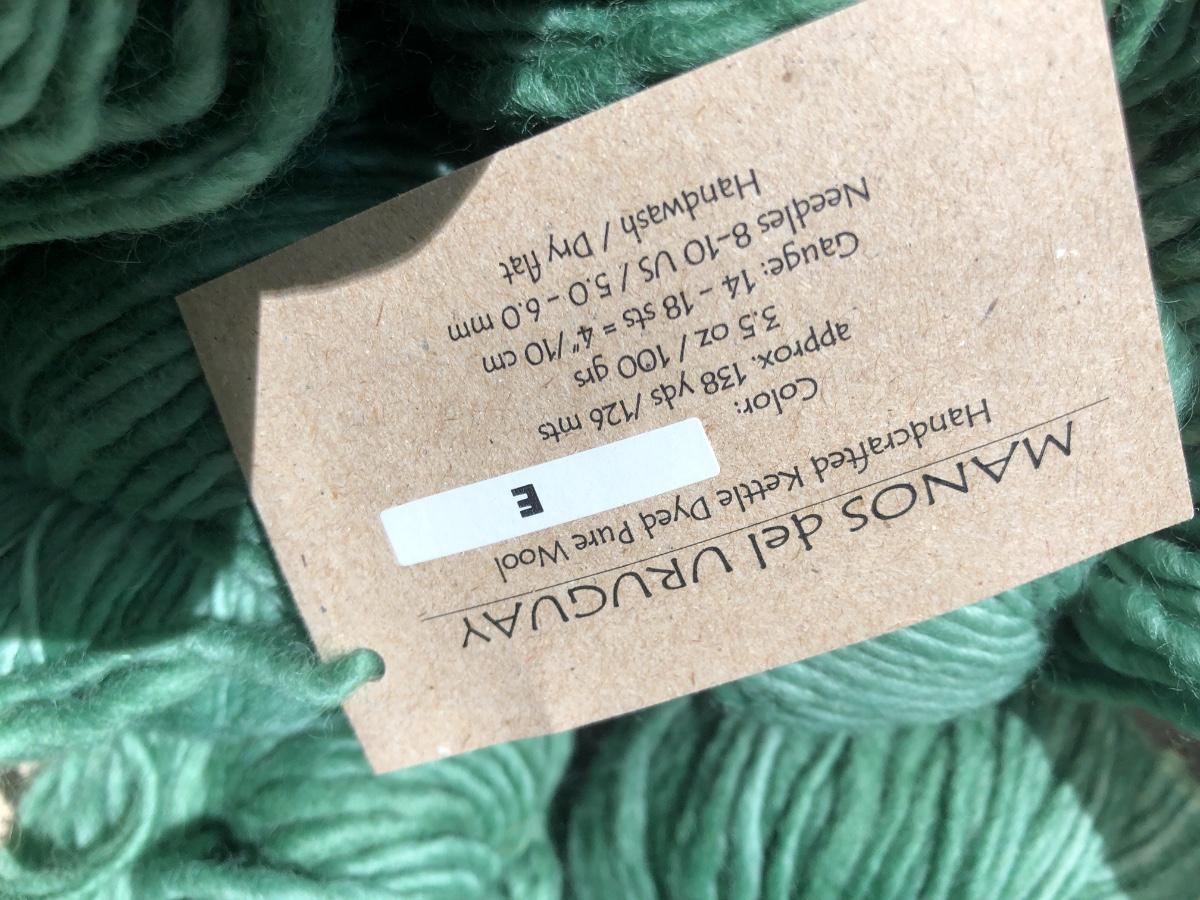 MANOS del URUGUAY
Handcrafted Kettle Dyed Pure Wool
Color: E
approx. 138 yds /126 mts
3.5 oz / 100 grs
Gauge: 14 - 18 sts = 4"/10 cm
Needles 8-10 US / 5.0 - 6.0 mm
Handwash / Dry flat